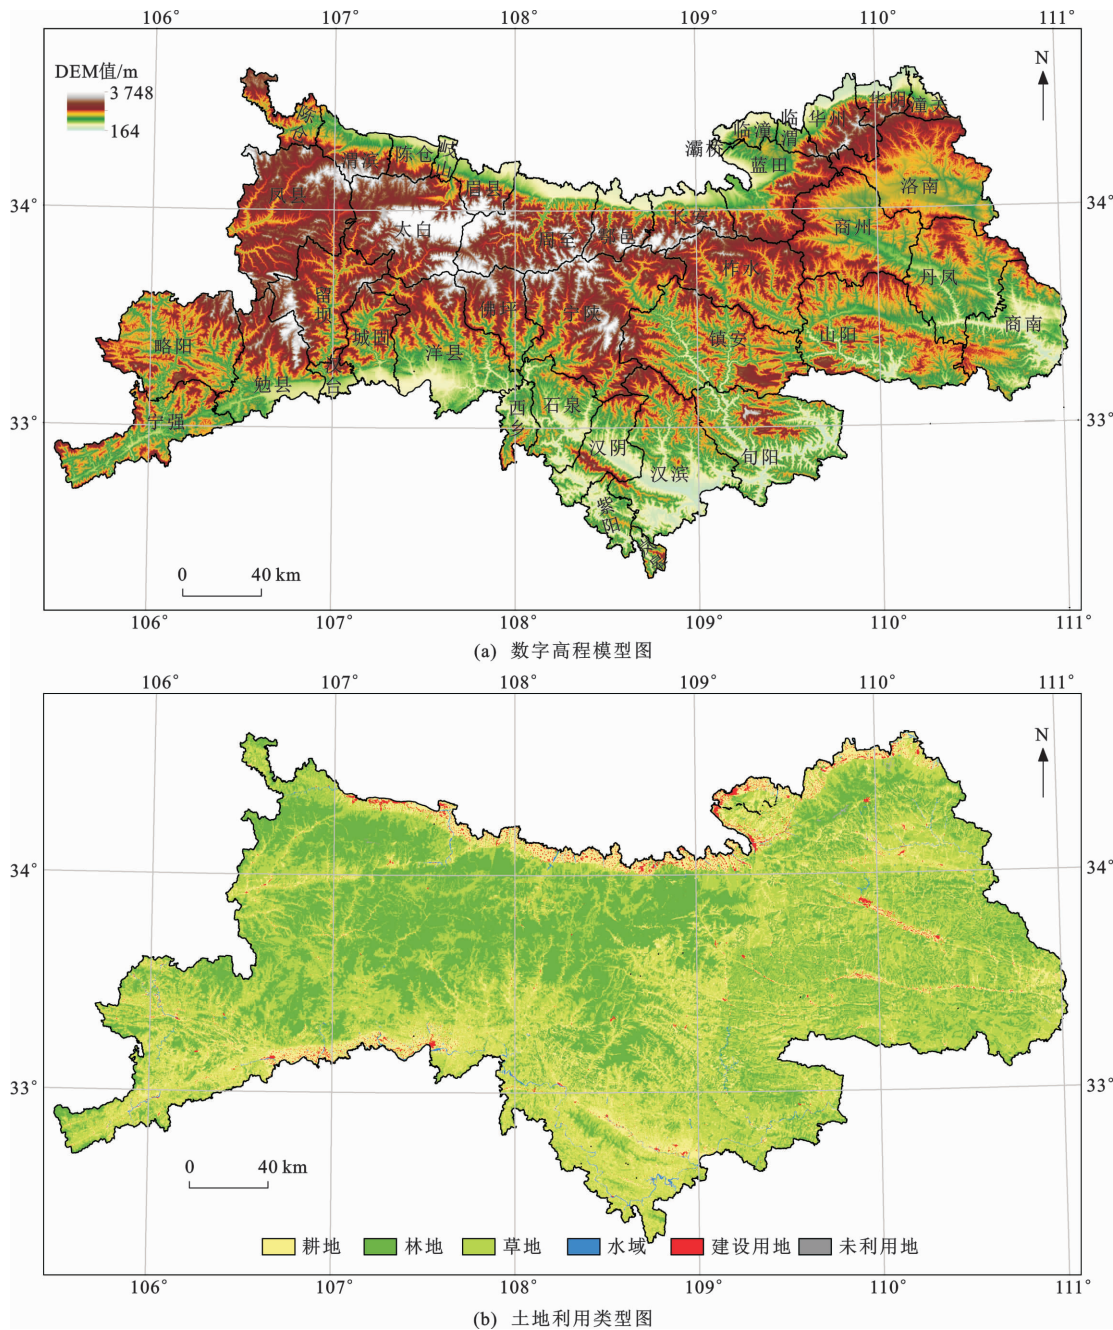 106° 107° 108° 109° 110° 111°
DEM值/m
3 748
164
N
陈仓
渭滨
陈仓
岐山
眉县
凤县
太白
周至
鄠邑
长安
灞桥
临潼
临渭
蓝田
华州
华阴
潼关
洛南
商州
丹凤
商南
柞水
山阳
镇安
宁陕
佛坪
留坝
城固
洋县
汉台
勉县
略阳
宁强
西乡
石泉
汉阴
汉滨
旬阳
紫阳
34° 34°
33° 33°
0 40 km
106° 107° 108° 109° 110° 111°
(a) 数字高程模型图
106° 107° 108° 109° 110° 111°
N
34° 34°
33° 33°
0 40 km
耕地 林地 草地 水域 建设用地 未利用地
106° 107° 108° 109° 110° 111°
(b) 土地利用类型图